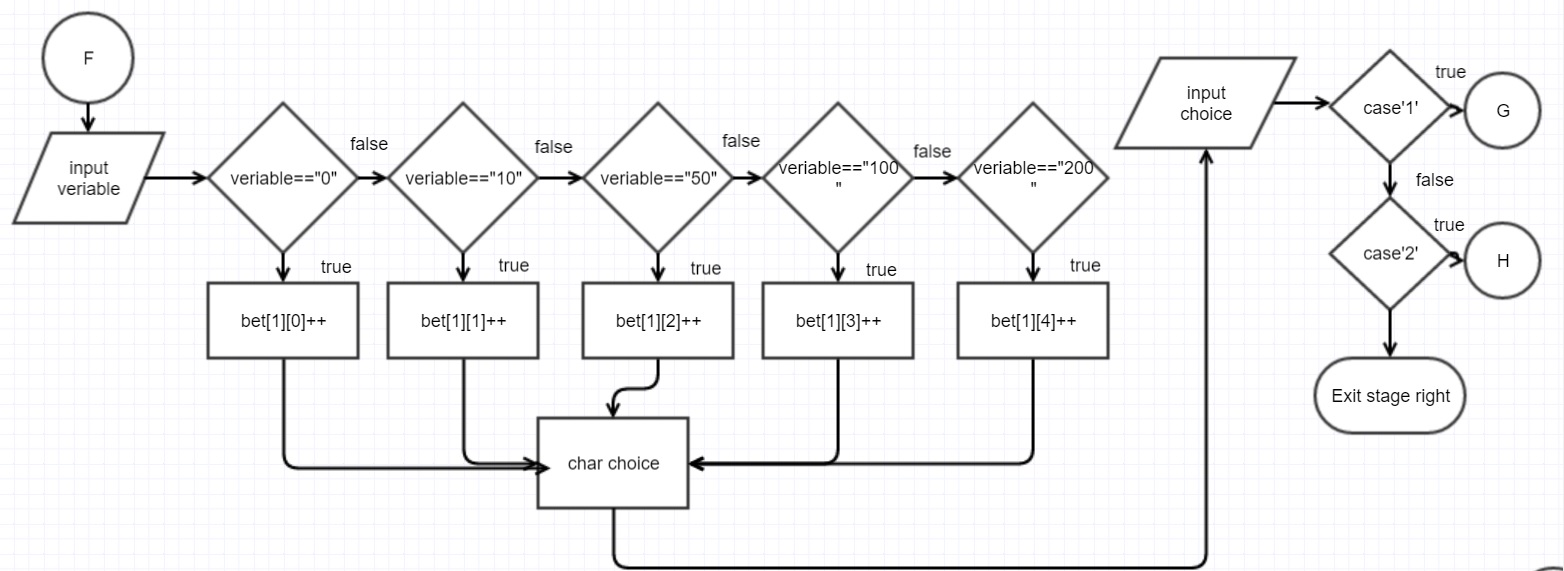 F
input
veriable
veriable=="0"
false
veriable=="10"
false
veriable=="50"
false
veriable=="100
"
false
veriable=="200
"
true
true
true
true
true
bet[1][0]++
bet[1][1]++
bet[1][2]++
bet[1][3]++
bet[1][4]++
char choice
input
choice
case'1'
true
G
false
case'2'
true
H
Exit stage right